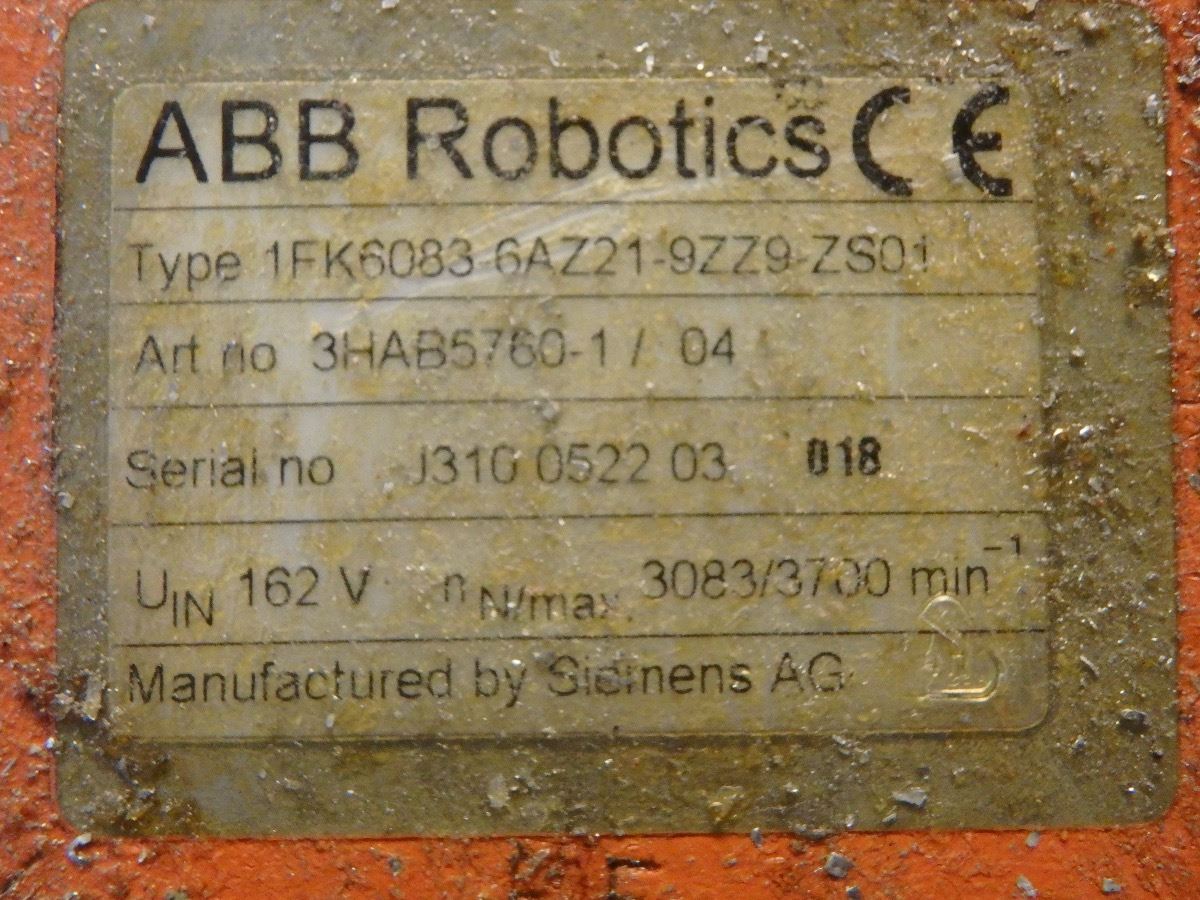 ABB Robotics CE
Type 1FK6083-6AZ21-9ZZ9-ZS01
Art no 3HAB5760-1 / 04
Serial no J310 0522 03 018
UIN 162 V nN/max. 3083/3700 min⁻¹
Manufactured by Siemens AG